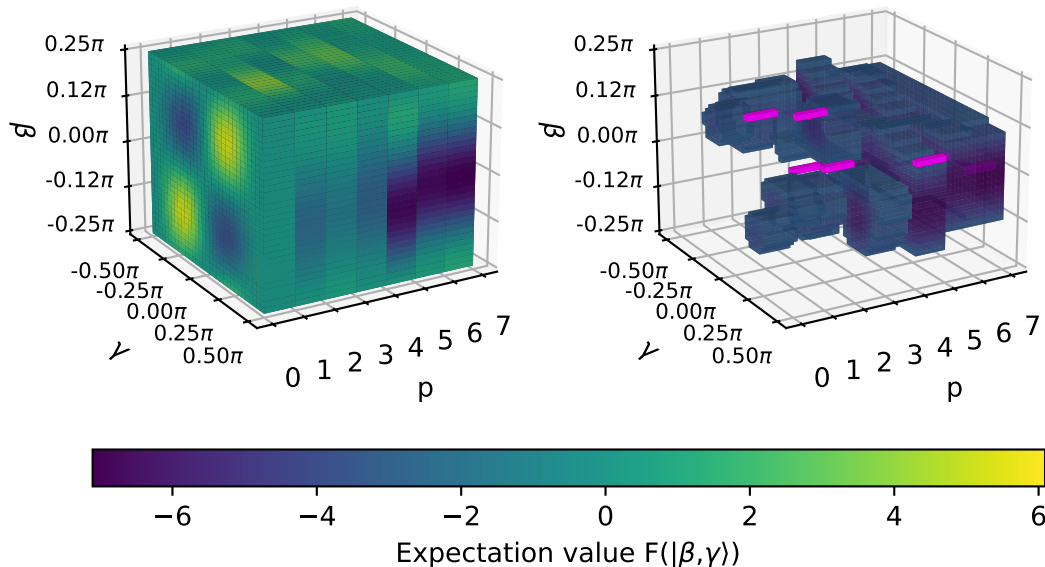 0.25π
0.12π
0.00π
-0.12π
-0.25π
β
-0.50π
-0.25π
0.00π
0.25π
0.50π
γ
0 1 2 3 4 5 6 7
p
0.25π
0.12π
0.00π
-0.12π
-0.25π
β
-0.50π
-0.25π
0.00π
0.25π
0.50π
γ
0 1 2 3 4 5 6 7
p
−6 −4 −2 0 2 4 6
Expectation value F(|β,γ⟩)